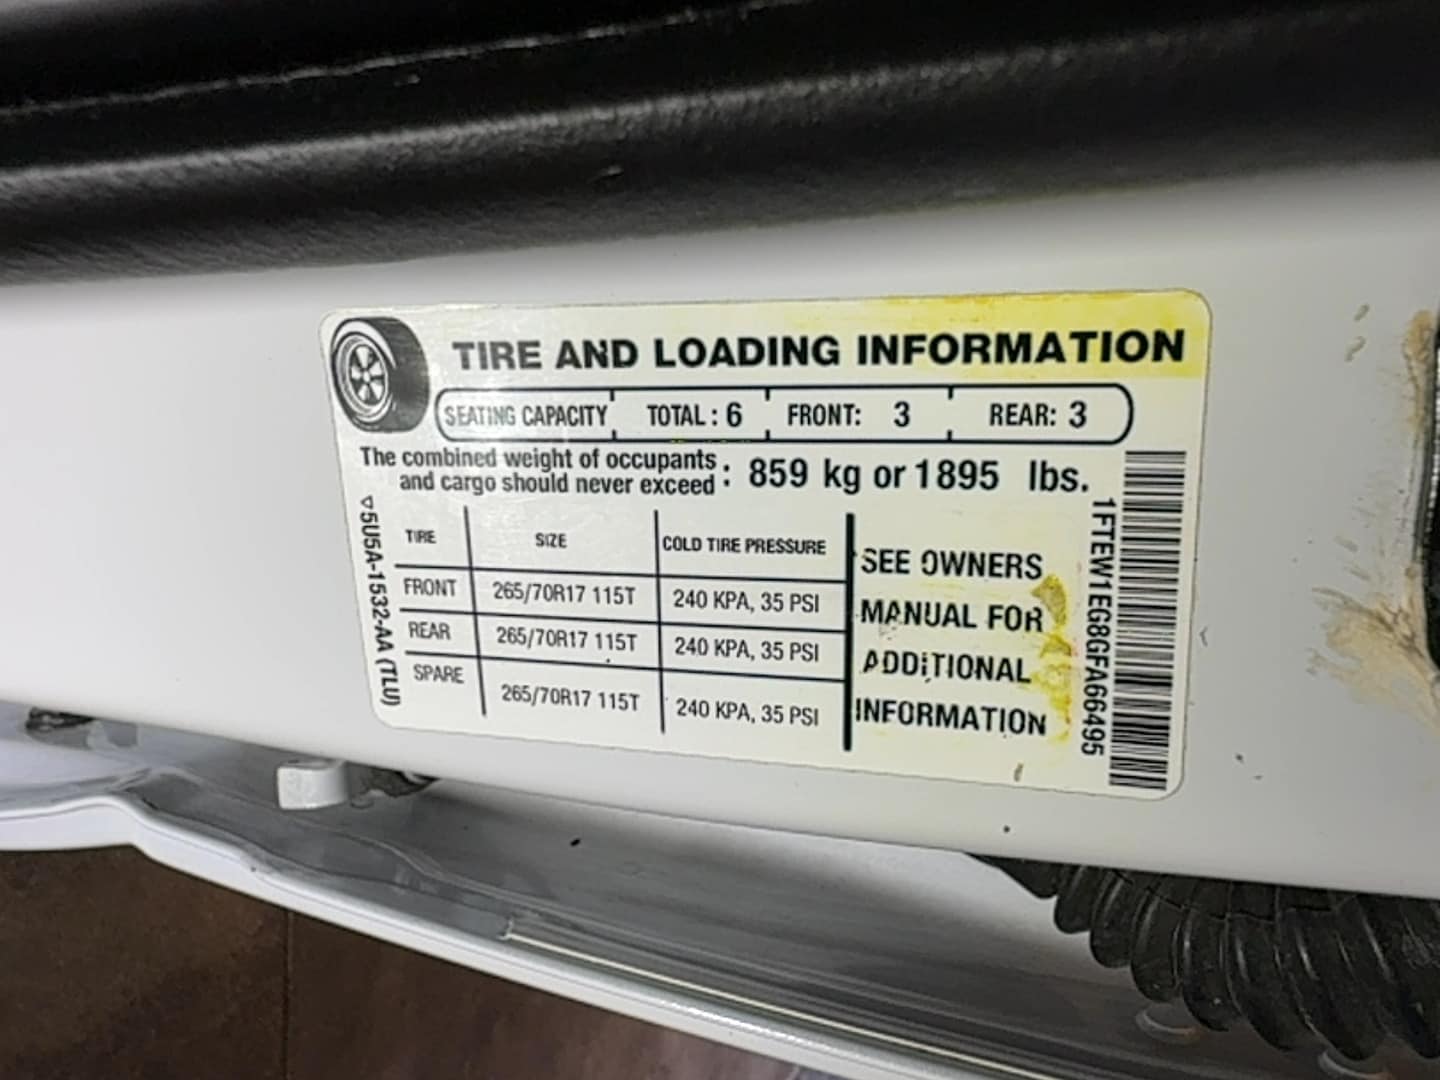 TIRE AND LOADING INFORMATION
SEATING CAPACITY TOTAL : 6 FRONT: 3 REAR: 3
The combined weight of occupants
and cargo should never exceed : 859 kg or 1895 lbs.
TIRE SIZE COLD TIRE PRESSURE
FRONT 265/70R17 115T 240 KPA, 35 PSI
REAR 265/70R17 115T 240 KPA, 35 PSI
SPARE 265/70R17 115T 240 KPA, 35 PSI
SEE OWNERS
MANUAL FOR
ADDITIONAL
INFORMATION
5U5A-1532-AA (TLU)
1FTEW1EG8GFA66495